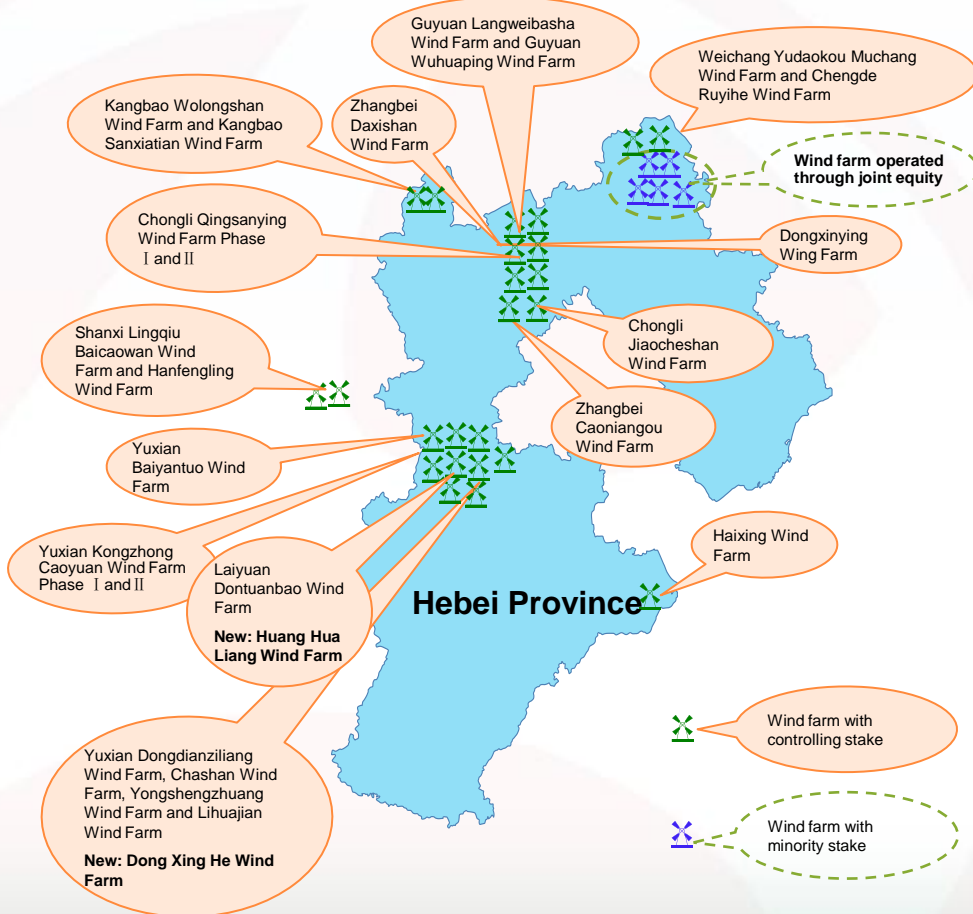 Guyuan Langweibasha
Wind Farm and Guyuan
Wuhuaping Wind Farm
Weichang Yudaokou Muchang
Wind Farm and Chengde
Ruyihe Wind Farm
Kangbao Wolongshan
Wind Farm and Kangbao
Sanxiatian Wind Farm
Zhangbei
Daxishan
Wind Farm
Wind farm operated
through joint equity
Chongli Qingsanying
Wind Farm Phase
Ⅰ and Ⅱ
Dongxinying
Wing Farm
Shanxi Lingqiu
Baicaowan Wind
Farm and Hanfengling
Wind Farm
Chongli
Jiaocheshan
Wind Farm
Zhangbei
Caoniangou
Wind Farm
Yuxian
Baiyantuo Wind
Farm
Yuxian Kongzhong
Caoyuan Wind Farm
Phase Ⅰ and Ⅱ
Haixing Wind
Farm
Laiyuan
Dontuanbao Wind
Farm
New: Huang Hua
Liang Wind Farm
Hebei Province
Yuxian Dongdianziliang
Wind Farm, Chashan Wind
Farm, Yongshengzhuang
Wind Farm and Lihuajian
Wind Farm
New: Dong Xing He Wind
Farm
Wind farm with
controlling stake
Wind farm with
minority stake